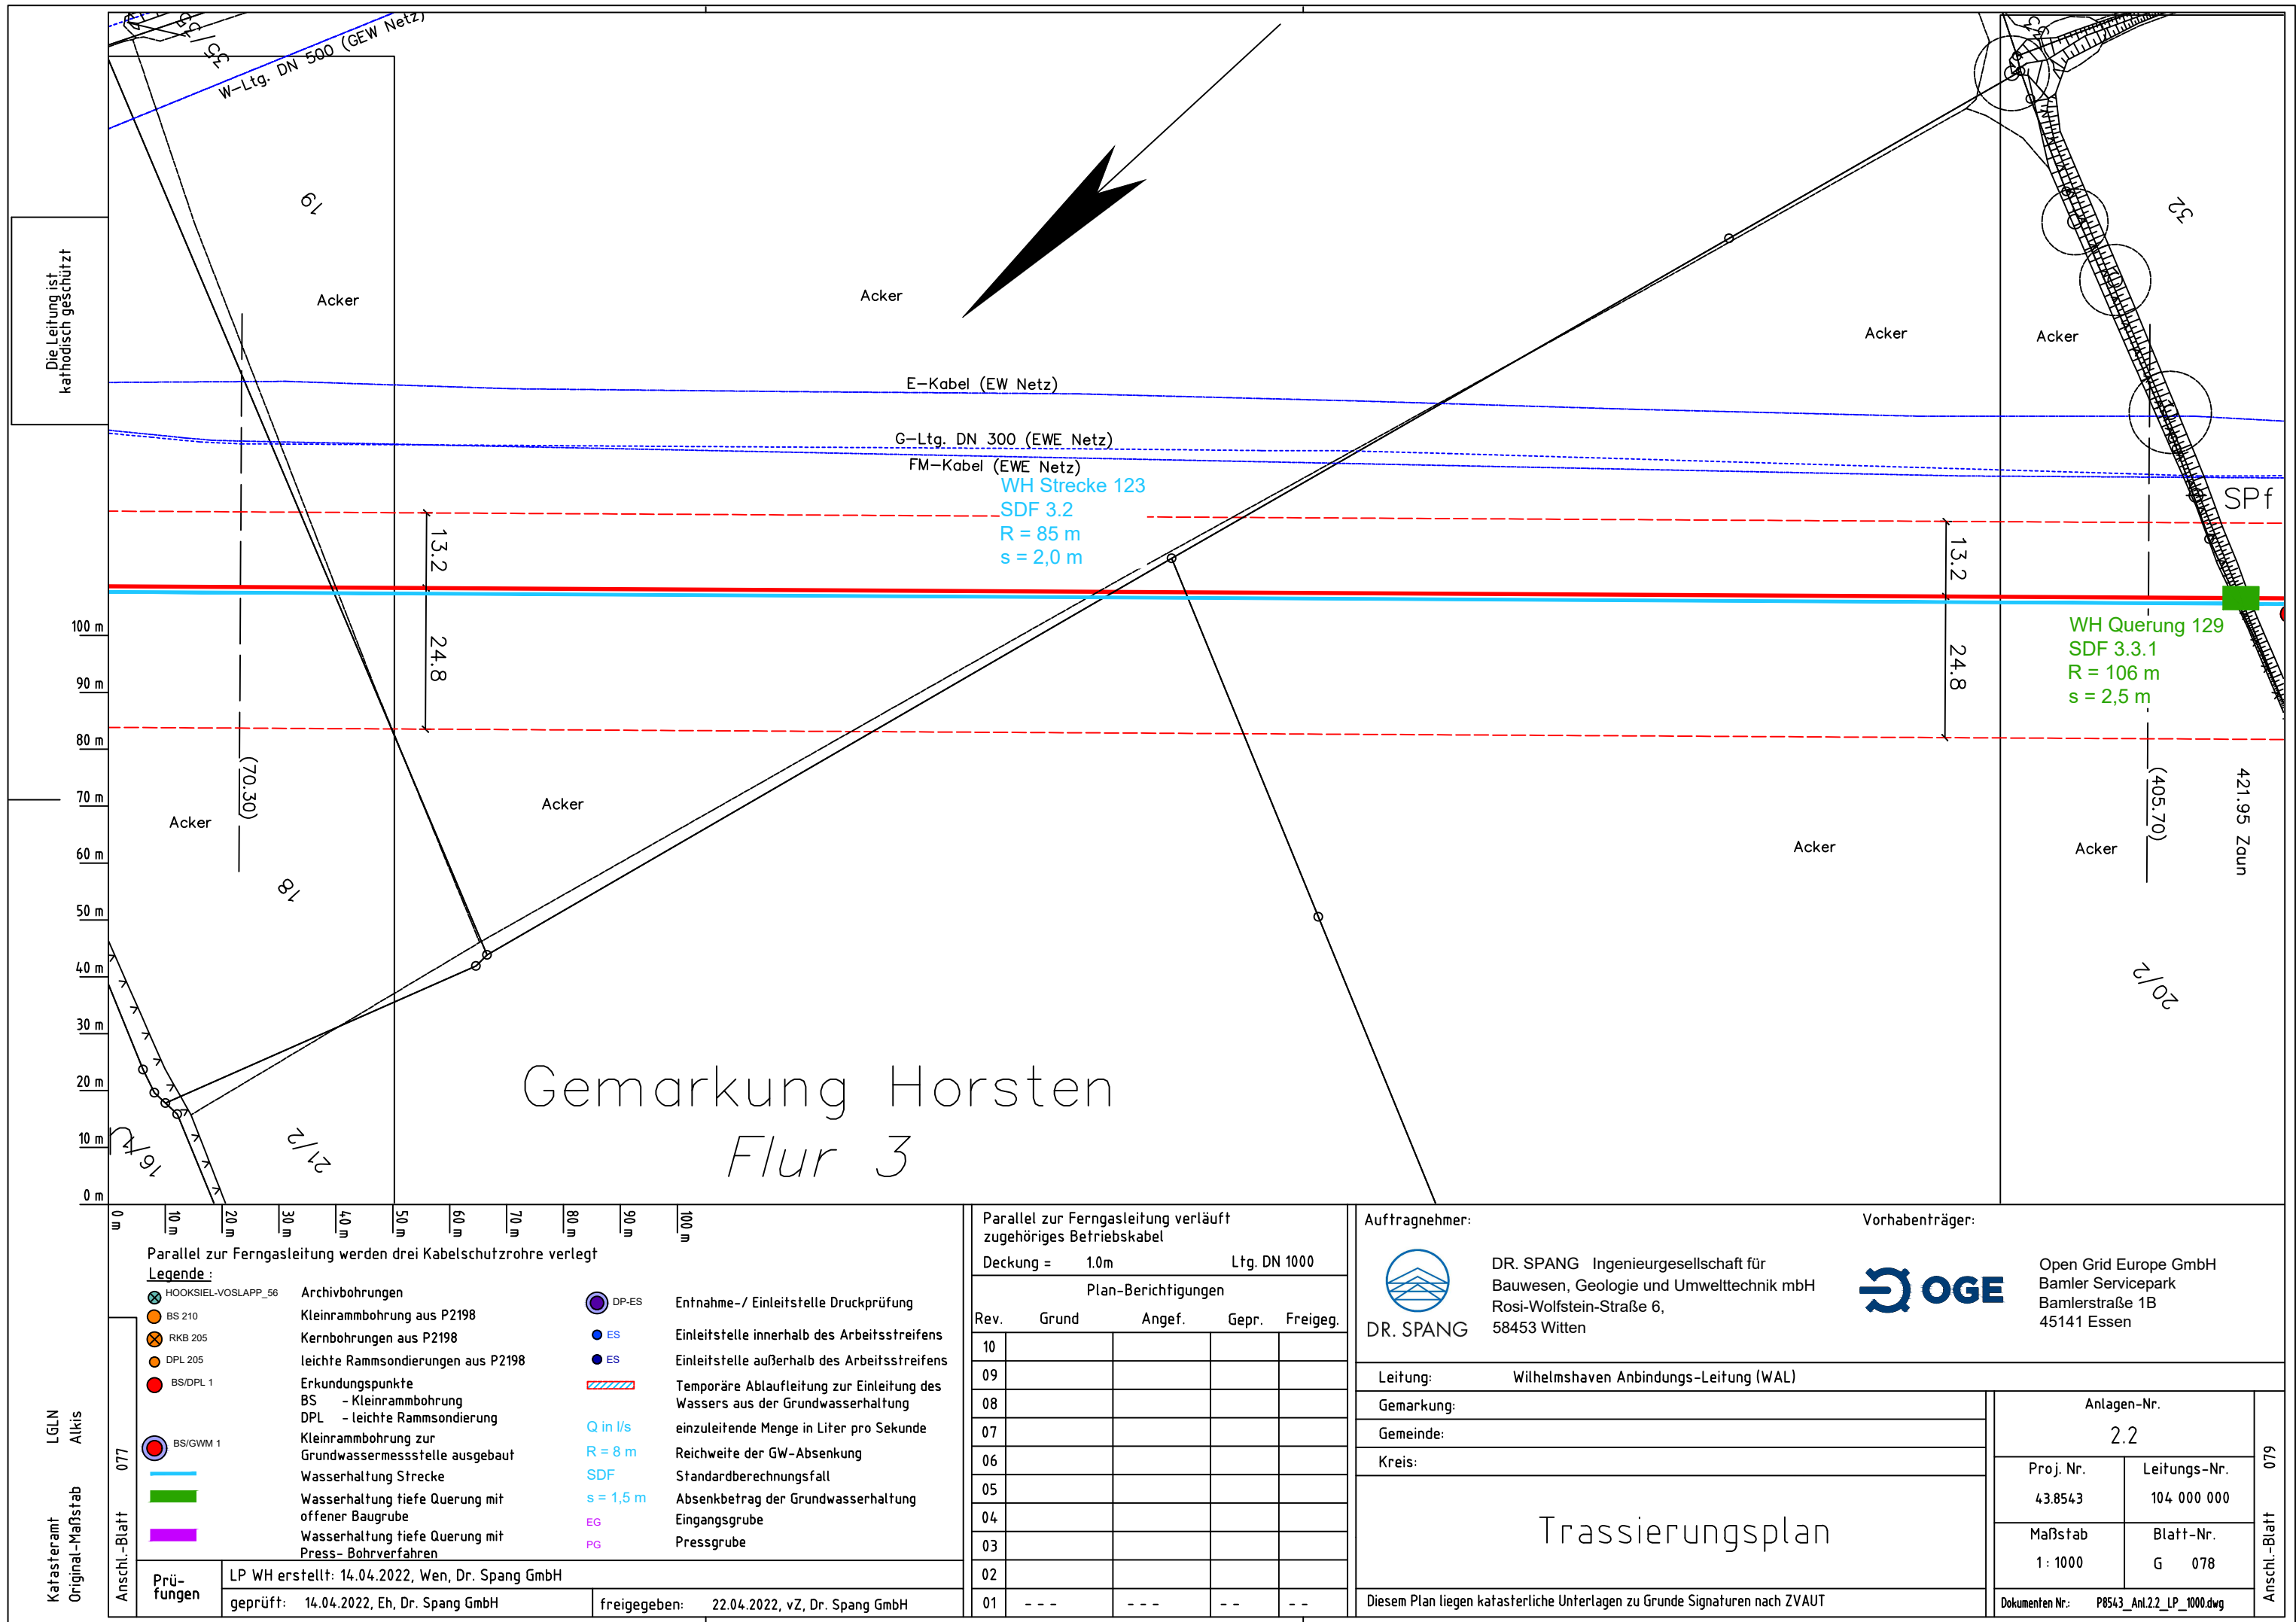 35/35
W-Ltg. DN 500 (GEW Netz)
19
32
Die Leitung ist
kathodisch geschützt
Acker
Acker
Acker
Acker
E-Kabel (EW Netz)
G-Ltg. DN 300 (EWE Netz)
FM-Kabel (EWE Netz)
WH Strecke 123
SDF 3.2
R = 85 m
s = 2,0 m
SPf
13.2
24.8
13.2
24.8
WH Querung 129
SDF 3.3.1
R = 106 m
s = 2,5 m
(70.30)
(405.70)
421.95 Zaun
Acker
Acker
Acker
Acker
18
20/2
16/1
21/2
Gemarkung Horsten
Flur 3
100 m
90 m
80 m
70 m
60 m
50 m
40 m
30 m
20 m
10 m
0 m
0 m
10 m
20 m
30 m
40 m
50 m
60 m
70 m
80 m
90 m
100 m
Parallel zur Ferngasleitung werden drei Kabelschutzrohre verlegt
Legende :
HOOKSIEL-VOSLAPP_56 Archivbohrungen
BS 210 Kleinrammbohrung aus P2198
RKB 205 Kernbohrungen aus P2198
DPL 205 leichte Rammsondierungen aus P2198
BS/DPL 1 Erkundungspunkte
BS - Kleinrammbohrung
DPL - leichte Rammsondierung
BS/GWM 1 Kleinrammbohrung zur
Grundwassermessstelle ausgebaut
Wasserhaltung Strecke
Wasserhaltung tiefe Querung mit
offener Baugrube
Wasserhaltung tiefe Querung mit
Press- Bohrverfahren
DP-ES Entnahme-/ Einleitstelle Druckprüfung
ES Einleitstelle innerhalb des Arbeitsstreifens
ES Einleitstelle außerhalb des Arbeitsstreifens
Temporäre Ablaufleitung zur Einleitung des
Wassers aus der Grundwasserhaltung
Q in l/s einzuleitende Menge in Liter pro Sekunde
R = 8 m Reichweite der GW-Absenkung
SDF Standardberechnungsfall
s = 1,5 m Absenkbetrag der Grundwasserhaltung
EG Eingangsgrube
PG Pressgrube
Katasteramt LGLN
Original-Maßstab Alkis
Anschl.-Blatt 077
Prü-
fungen
LP WH erstellt: 14.04.2022, Wen, Dr. Spang GmbH
geprüft: 14.04.2022, Eh, Dr. Spang GmbH
freigegeben: 22.04.2022, vZ, Dr. Spang GmbH
Parallel zur Ferngasleitung verläuft
zugehöriges Betriebskabel
Deckung = 1.0m Ltg. DN 1000
Plan-Berichtigungen
Rev. Grund Angef. Gepr. Freigeg.
10
09
08
07
06
05
04
03
02
01 - - - - - - - - - -
Auftragnehmer:
DR. SPANG
DR. SPANG Ingenieurgesellschaft für
Bauwesen, Geologie und Umwelttechnik mbH
Rosi-Wolfstein-Straße 6,
58453 Witten
Vorhabenträger:
OGE
Open Grid Europe GmbH
Bamler Servicepark
Bamlerstraße 1B
45141 Essen
Leitung: Wilhelmshaven Anbindungs-Leitung (WAL)
Gemarkung:
Gemeinde:
Kreis:
Trassierungsplan
Diesem Plan liegen katasterliche Unterlagen zu Grunde Signaturen nach ZVAUT
Anlagen-Nr.
2.2
Proj. Nr. Leitungs-Nr.
43.8543 104 000 000
Maßstab Blatt-Nr.
1 : 1000 G 078
Dokumenten Nr.: P8543_Anl.2.2_LP_1000.dwg
Anschl.-Blatt 079